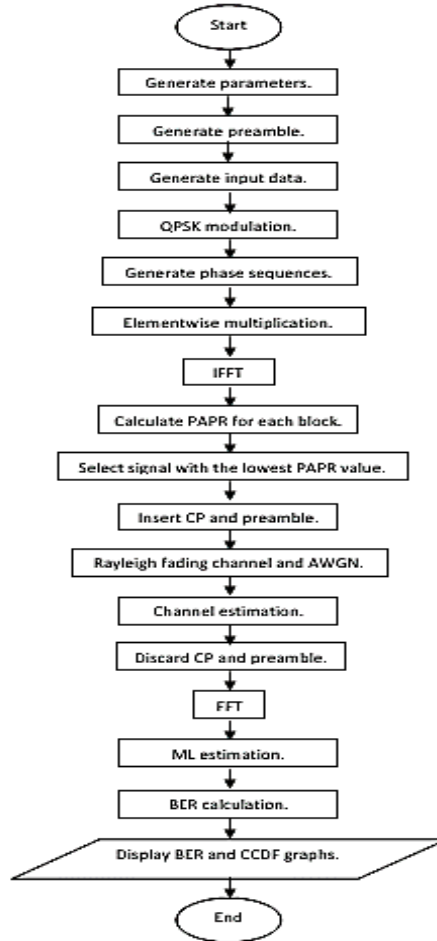 Start
Generate parameters.
Generate preamble.
Generate input data.
QPSK modulation.
Generate phase sequences.
Elementwise multiplication.
IFFT
Calculate PAPR for each block.
Select signal with the lowest PAPR value.
Insert CP and preamble.
Rayleigh fading channel and AWGN.
Channel estimation.
Discard CP and preamble.
FFT
ML estimation.
BER calculation.
Display BER and CCDF graphs.
End